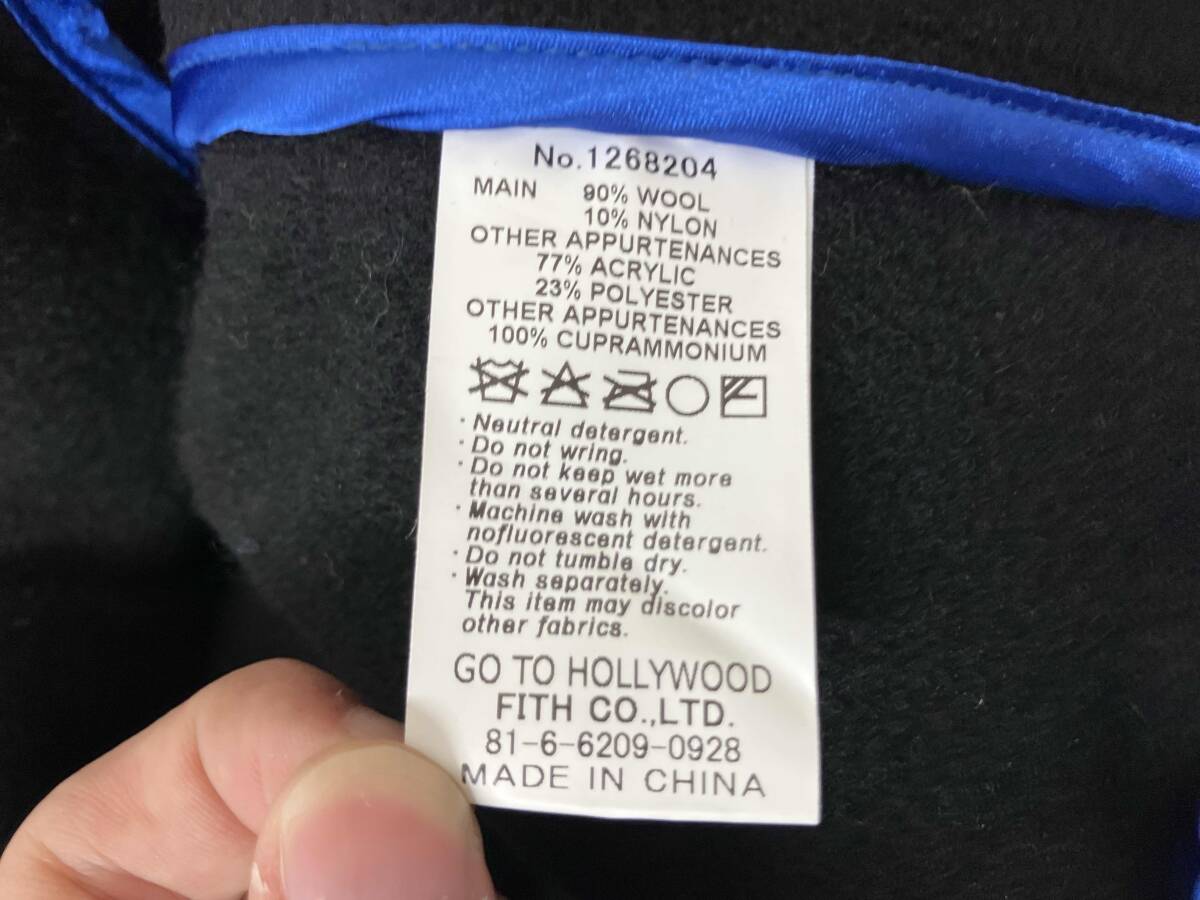 No.1268204
MAIN 90% WOOL
10% NYLON
OTHER APPURTENANCES
77% ACRYLIC
23% POLYESTER
OTHER APPURTENANCES
100% CUPRAMMONIUM
・Neutral detergent.
・Do not wring.
・Do not keep wet more
than several hours.
・Machine wash with
nofluorescent detergent.
・Do not tumble dry.
・Wash separately.
This item may discolor
other fabrics.
GO TO HOLLYWOOD
FITH CO.,LTD.
81-6-6209-0928
MADE IN CHINA